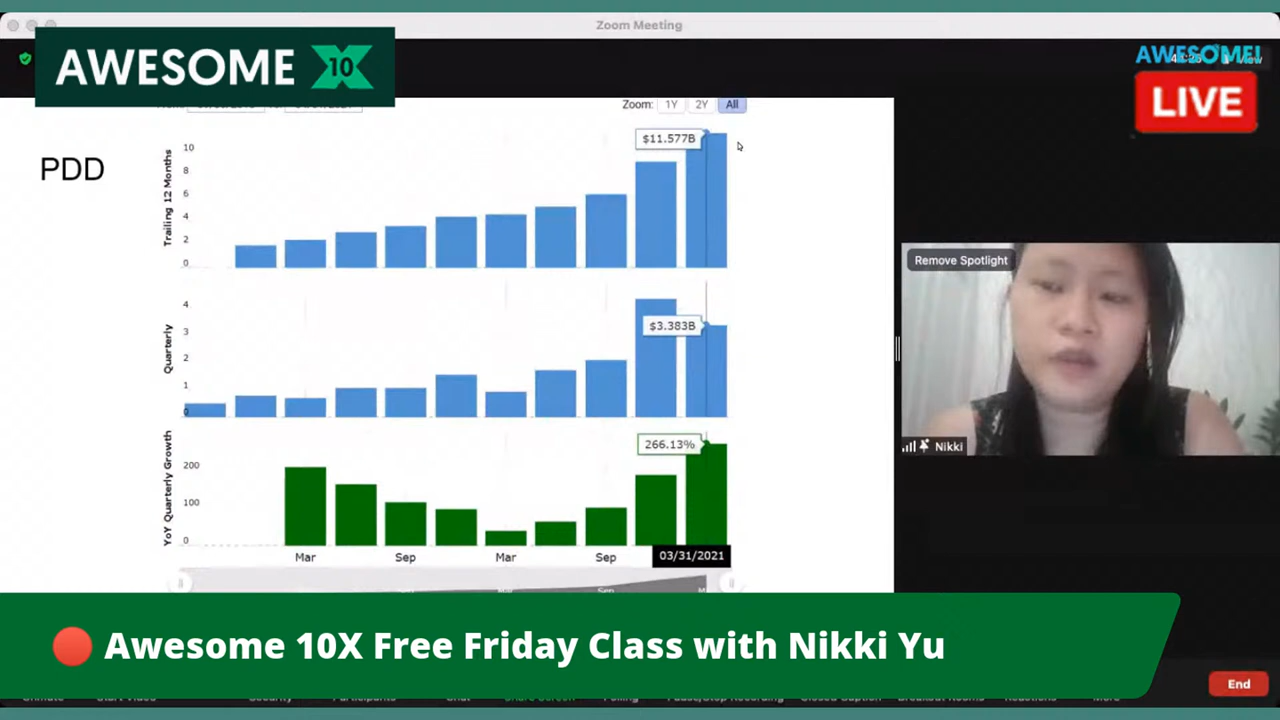 Zoom Meeting
AWESOME 10X
AWESOME!
LIVE
Zoom: 1Y 2Y All
PDD
Trailing 12 Months
10
8
6
4
2
0
$11.577B
Quarterly
4
3
2
1
0
$3.383B
YoY Quarterly Growth
200
100
0
266.13%
Mar Sep Mar Sep 03/31/2021
Remove Spotlight
Nikki
Awesome 10X Free Friday Class with Nikki Yu
End